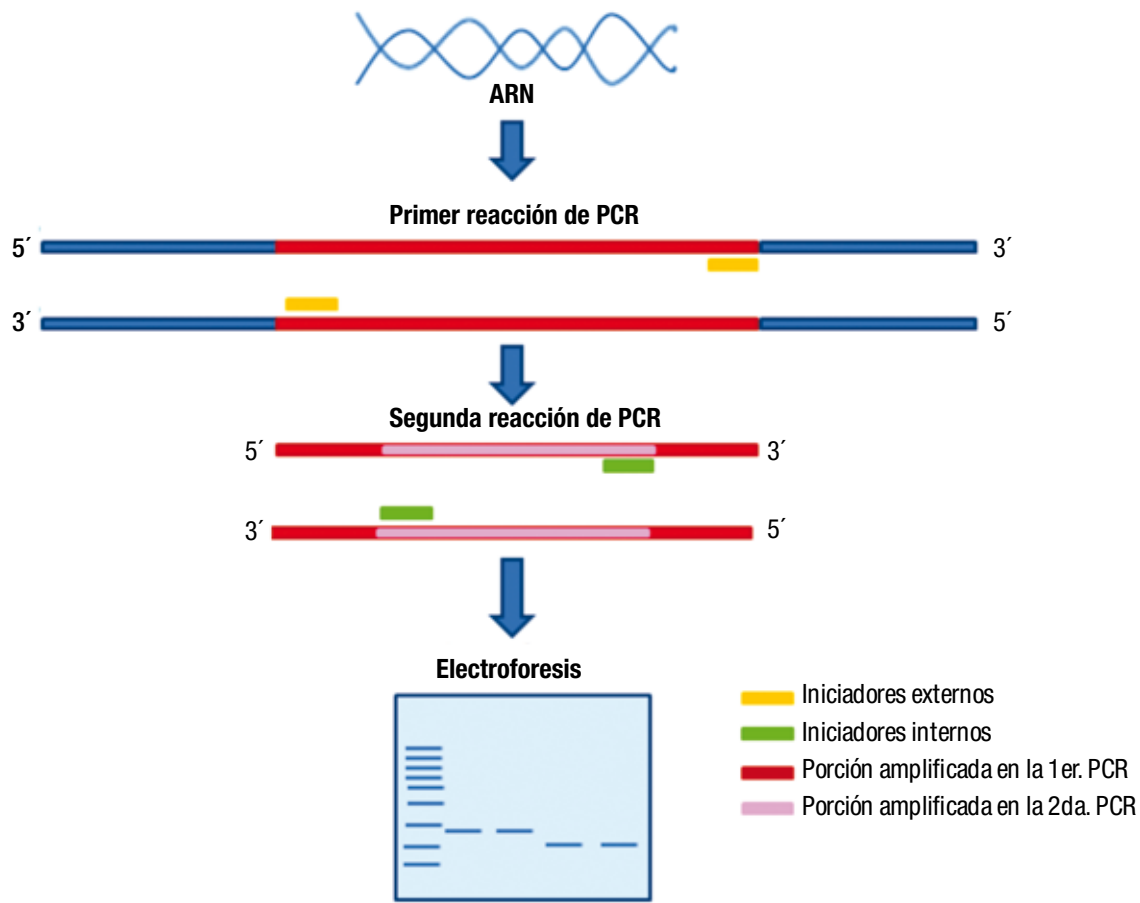 ARN
Primer reacción de PCR
5´ 3´
3´ 5´
Segunda reacción de PCR
5´ 3´
3´ 5´
Electroforesis
Iniciadores externos
Iniciadores internos
Porción amplificada en la 1er. PCR
Porción amplificada en la 2da. PCR